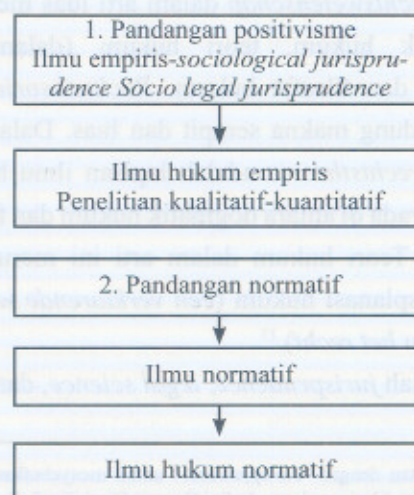 1. Pandangan positivisme
Ilmu empiris-sociological jurispru-
dence Socio legal jurisprudence
Ilmu hukum empiris
Penelitian kualitatif-kuantitatif
2. Pandangan normatif
Ilmu normatif
Ilmu hukum normatif